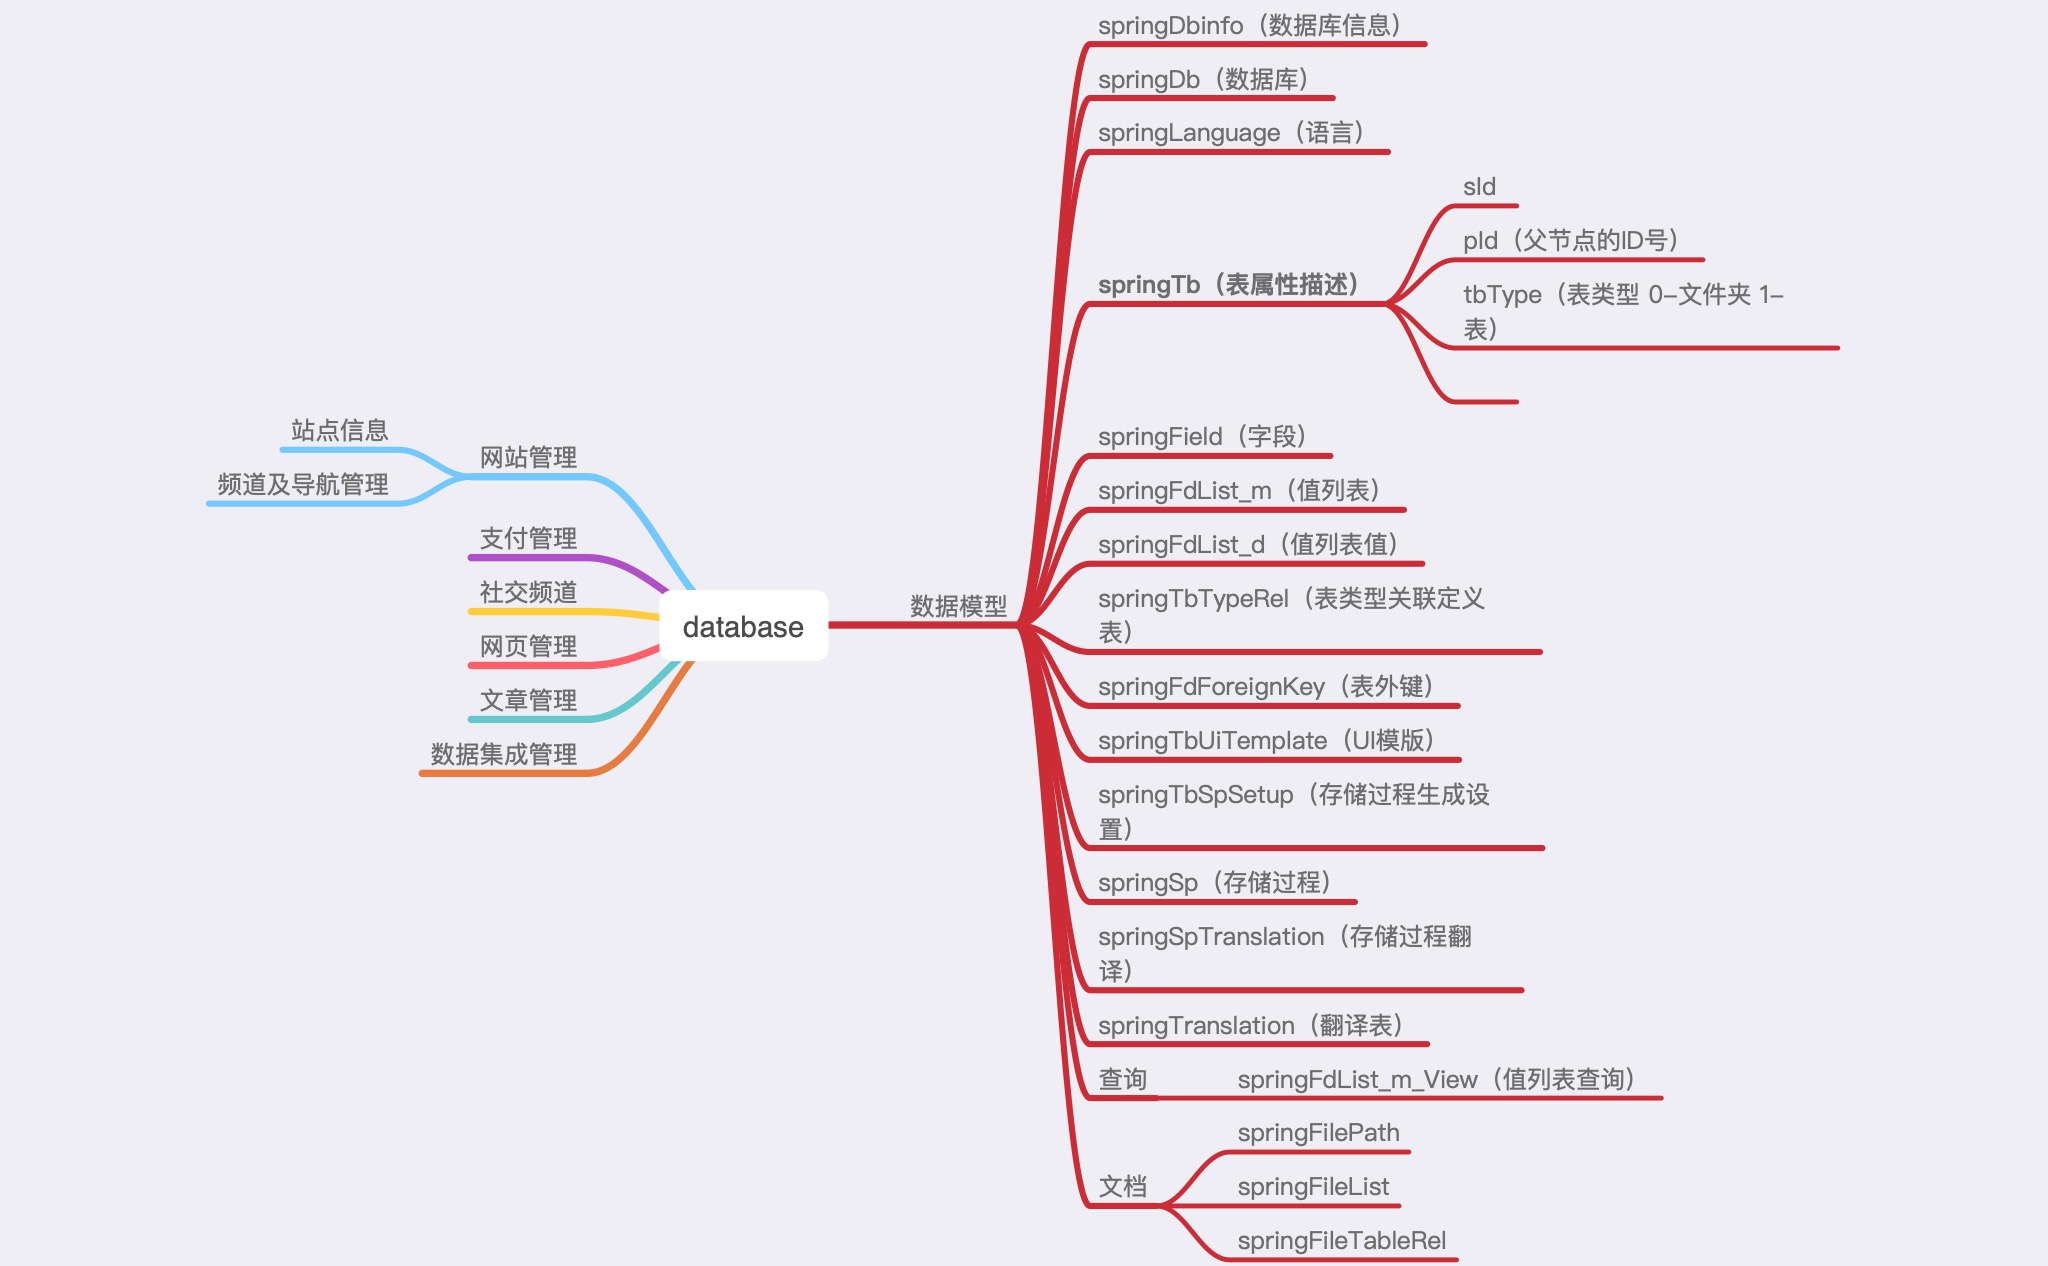 站点信息
频道及导航管理
网站管理
支付管理
社交频道
网页管理
文章管理
数据集成管理
database
数据模型
springDbinfo（数据库信息）
springDb（数据库）
springLanguage（语言）
springTb（表属性描述）
sId
pId（父节点的ID号）
tbType（表类型 0-文件夹 1-
表）
springField（字段）
springFdList_m（值列表）
springFdList_d（值列表值）
springTbTypeRel（表类型关联定义
表）
springFdForeignKey（表外键）
springTbUiTemplate（UI模版）
springTbSpSetup（存储过程生成设
置）
springSp（存储过程）
springSpTranslation（存储过程翻
译）
springTranslation（翻译表）
查询
springFdList_m_View（值列表查询）
文档
springFilePath
springFileList
springFileTableRel